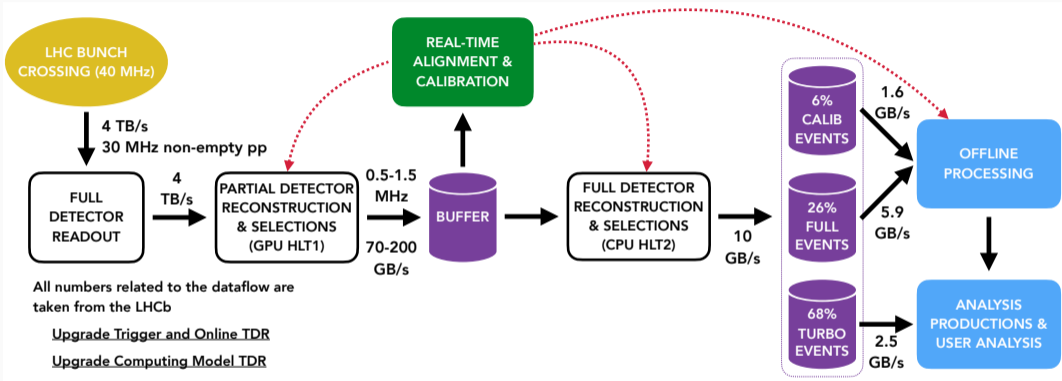 LHC BUNCH
CROSSING (40 MHz)
4 TB/s
30 MHz non-empty pp
FULL
DETECTOR
READOUT
4
TB/s
PARTIAL DETECTOR
RECONSTRUCTION
& SELECTIONS
(GPU HLT1)
0.5-1.5
MHz
70-200
GB/s
REAL-TIME
ALIGNMENT &
CALIBRATION
BUFFER
FULL DETECTOR
RECONSTRUCTION
& SELECTIONS
(CPU HLT2)
10
GB/s
6%
CALIB
EVENTS
26%
FULL
EVENTS
68%
TURBO
EVENTS
1.6
GB/s
5.9
GB/s
2.5
GB/s
OFFLINE
PROCESSING
ANALYSIS
PRODUCTIONS &
USER ANALYSIS
All numbers related to the dataflow are
taken from the LHCb
Upgrade Trigger and Online TDR
Upgrade Computing Model TDR